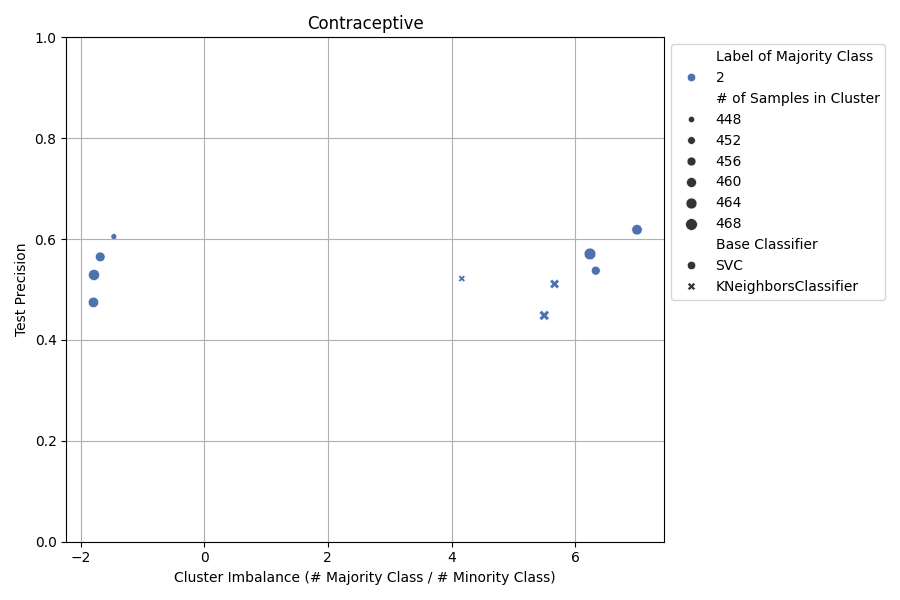 Contraceptive
1.0
0.8
0.6
0.4
0.2
0.0
Test Precision
−2
0
2
4
6
Cluster Imbalance (# Majority Class / # Minority Class)
Label of Majority Class
2
# of Samples in Cluster
448
452
456
460
464
468
Base Classifier
SVC
KNeighborsClassifier